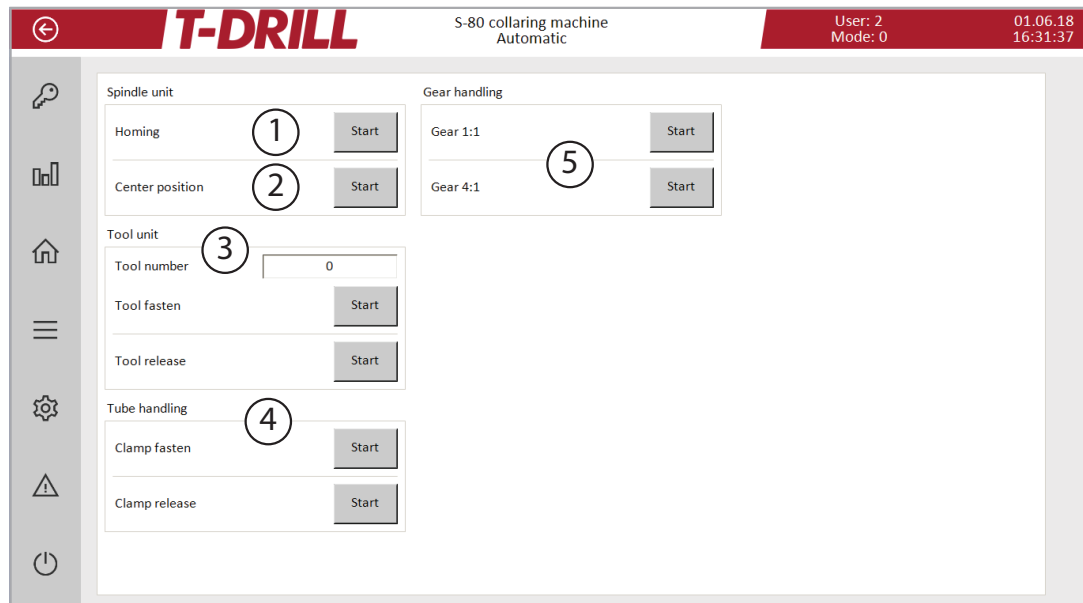 T-DRILL
S-80 collaring machine
Automatic
User: 2
Mode: 0
01.06.18
16:31:37
Spindle unit
Homing 1 Start
Center position 2 Start
Gear handling
Gear 1:1 Start
5
Gear 4:1 Start
Tool unit
3
Tool number 0
Tool fasten Start
Tool release Start
Tube handling
4
Clamp fasten Start
Clamp release Start